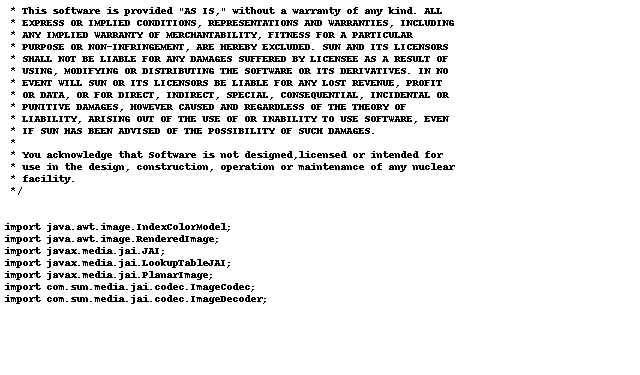 * This software is provided "AS IS," without a warranty of any kind. ALL
* EXPRESS OR IMPLIED CONDITIONS, REPRESENTATIONS AND WARRANTIES, INCLUDING
* ANY IMPLIED WARRANTY OF MERCHANTABILITY, FITNESS FOR A PARTICULAR
* PURPOSE OR NON-INFRINGEMENT, ARE HEREBY EXCLUDED. SUN AND ITS LICENSORS
* SHALL NOT BE LIABLE FOR ANY DAMAGES SUFFERED BY LICENSEE AS A RESULT OF
* USING, MODIFYING OR DISTRIBUTING THE SOFTWARE OR ITS DERIVATIVES. IN NO
* EVENT WILL SUN OR ITS LICENSORS BE LIABLE FOR ANY LOST REVENUE, PROFIT
* OR DATA, OR FOR DIRECT, INDIRECT, SPECIAL, CONSEQUENTIAL, INCIDENTAL OR
* PUNITIVE DAMAGES, HOWEVER CAUSED AND REGARDLESS OF THE THEORY OF
* LIABILITY, ARISING OUT OF THE USE OF OR INABILITY TO USE SOFTWARE, EVEN
* IF SUN HAS BEEN ADVISED OF THE POSSIBILITY OF SUCH DAMAGES.
*
* You acknowledge that Software is not designed,licensed or intended for
* use in the design, construction, operation or maintenance of any nuclear
* facility.
*/
import java.awt.image.IndexColorModel;
import java.awt.image.RenderedImage;
import javax.media.jai.JAI;
import javax.media.jai.LookupTableJAI;
import javax.media.jai.PlanarImage;
import com.sun.media.jai.codec.ImageCodec;
import com.sun.media.jai.codec.ImageDecoder;